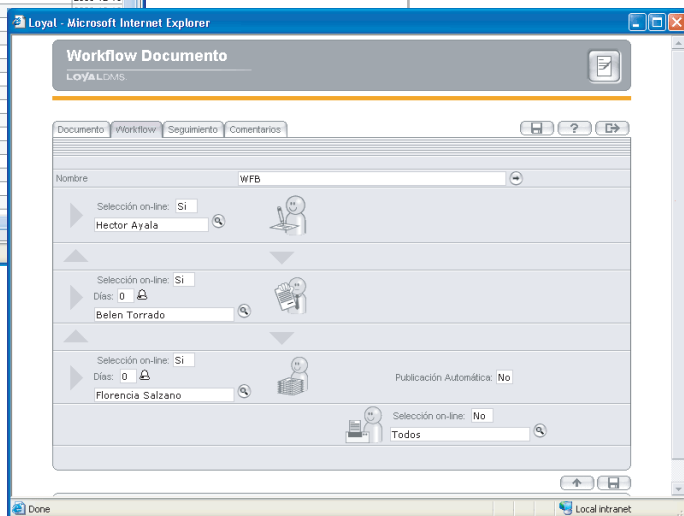 Loyal - Microsoft Internet Explorer
Workflow Documento
LOYALDMS
Documento Workflow Seguimiento Comentarios
?
Nombre WFB
Selección on-line: Si
Hector Ayala
Selección on-line: Si
Días: 0
Belen Torrado
Selección on-line: Si
Días: 0
Publicación Automática: No
Florencia Salzano
Selección on-line: No
Todos
Done Local intranet